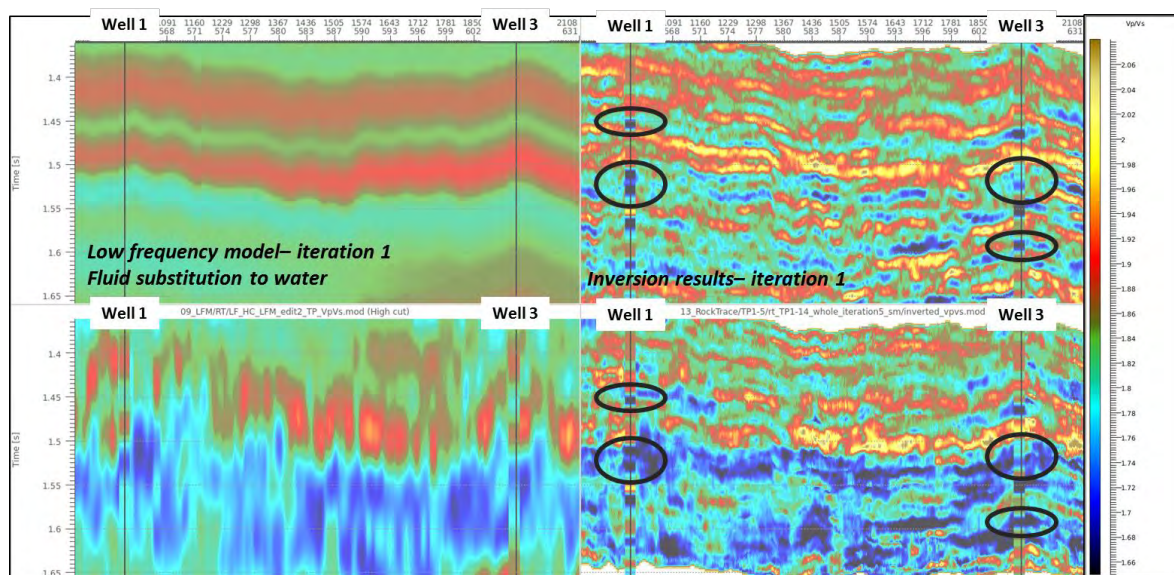 Well 1
1091 1160 1229 1298 1367 1436 1505 1574 1643 1712 1781 1850
568 571 574 577 580 583 587 590 593 596 599 602
Well 3
2108
631
Well 1
1091 1160 1229 1298 1367 1436 1505 1574 1643 1712 1781 1850
568 571 574 577 580 583 587 590 593 596 599 602
Well 3
2108
631
Vp/Vs
Time [s]
1.4
1.45
1.5
1.55
1.6
1.65
Low frequency model– iteration 1
Fluid substitution to water
Inversion results– iteration 1
Well 1
09_LFM/RT/LF_HC_LFM_edit2_TP_VpVs.mod (High cut)
Well 3
Well 1
13_RockTrace/TP1-5/rt_TP1-14_whole_iteration5_sm/inverted_vpvs.mod
Well 3
Time [s]
1.4
1.45
1.5
1.55
1.6
1.65
2.06
2.04
2.02
2
1.98
1.96
1.94
1.92
1.9
1.88
1.86
1.84
1.82
1.8
1.78
1.76
1.74
1.72
1.7
1.68
1.66